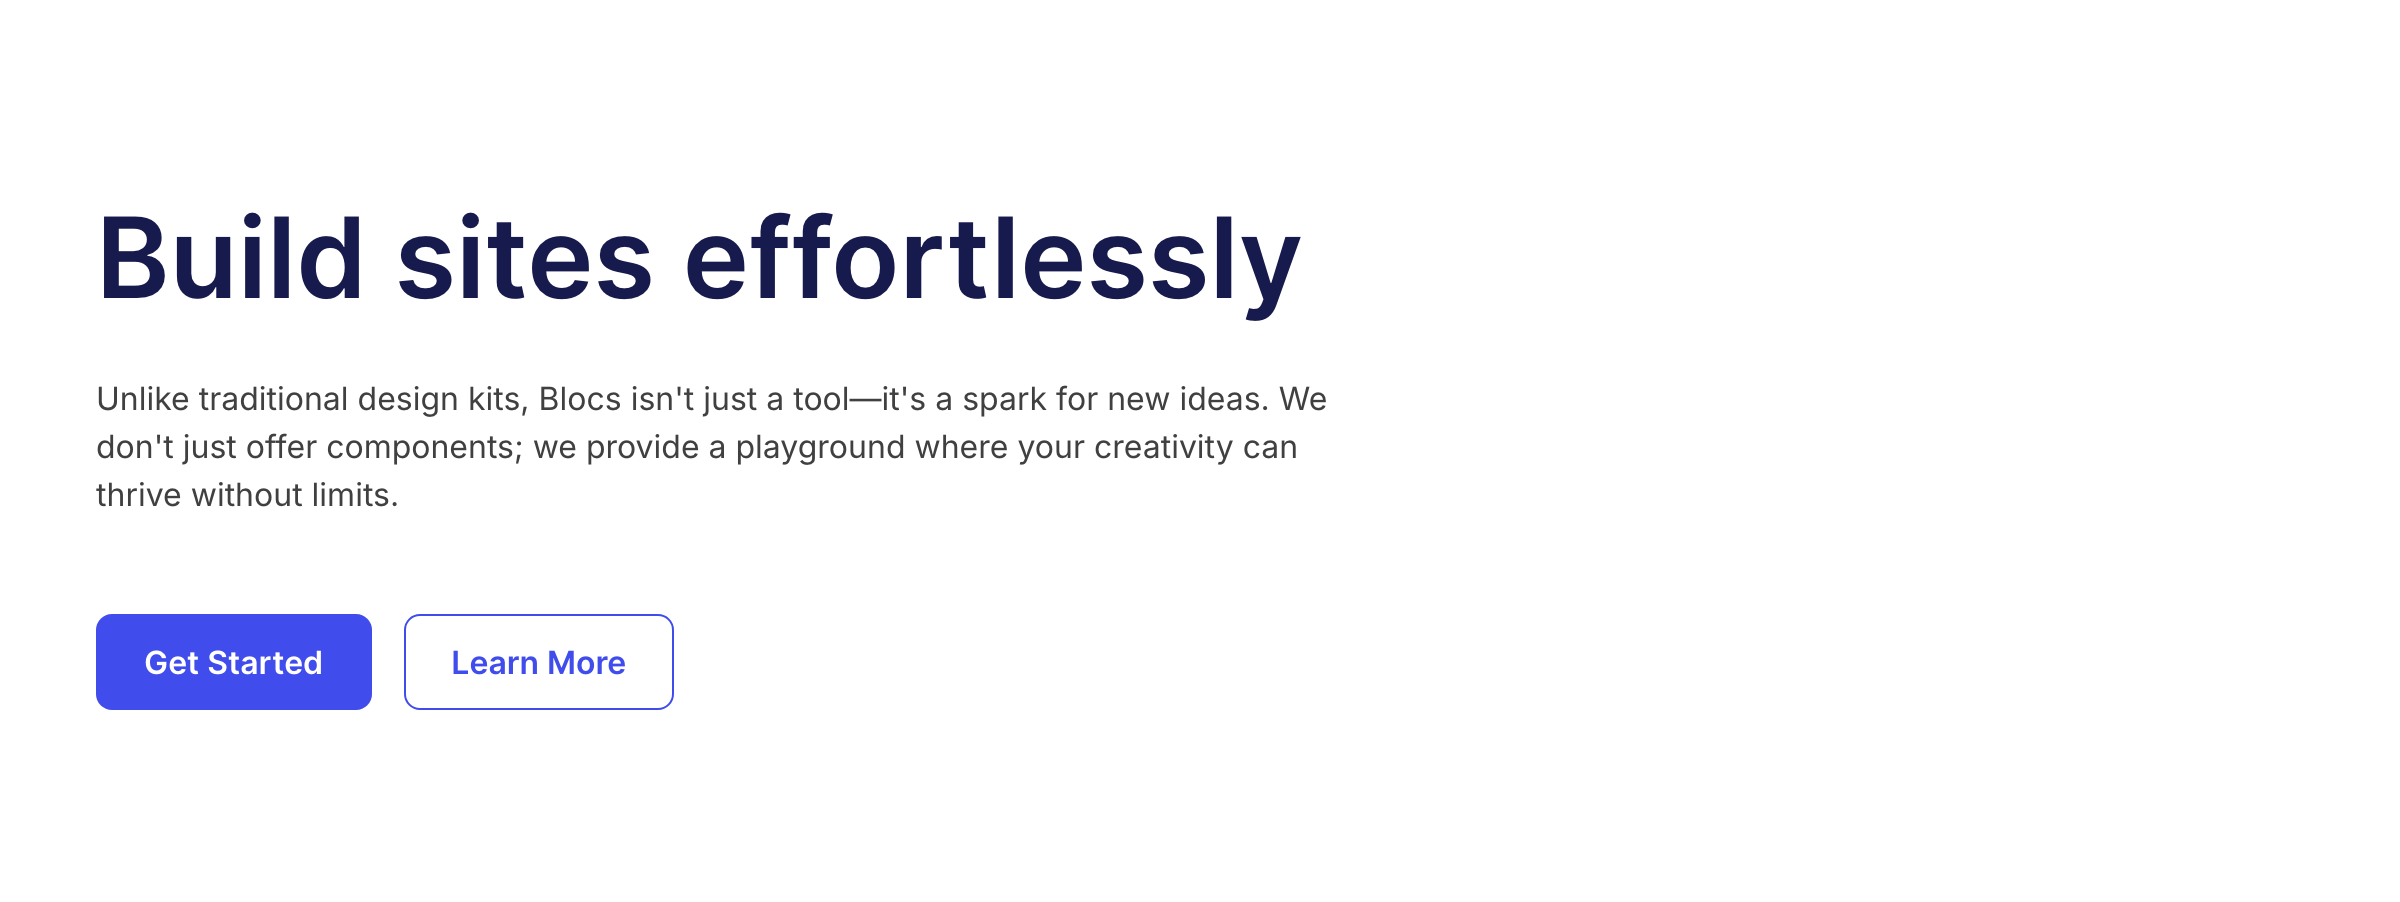 Build sites effortlessly
Unlike traditional design kits, Blocs isn't just a tool—it's a spark for new ideas. We
don't just offer components; we provide a playground where your creativity can
thrive without limits.
Get Started
Learn More